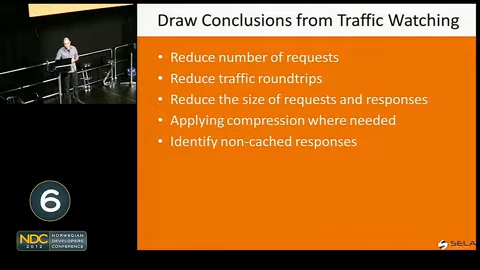 Draw Conclusions from Traffic Watching
• Reduce number of requests
• Reduce traffic roundtrips
• Reduce the size of requests and responses
• Applying compression where needed
• Identify non-cached responses
6
NDC
2012
NORWEGIAN
DEVELOPERS
CONFERENCE
SELA